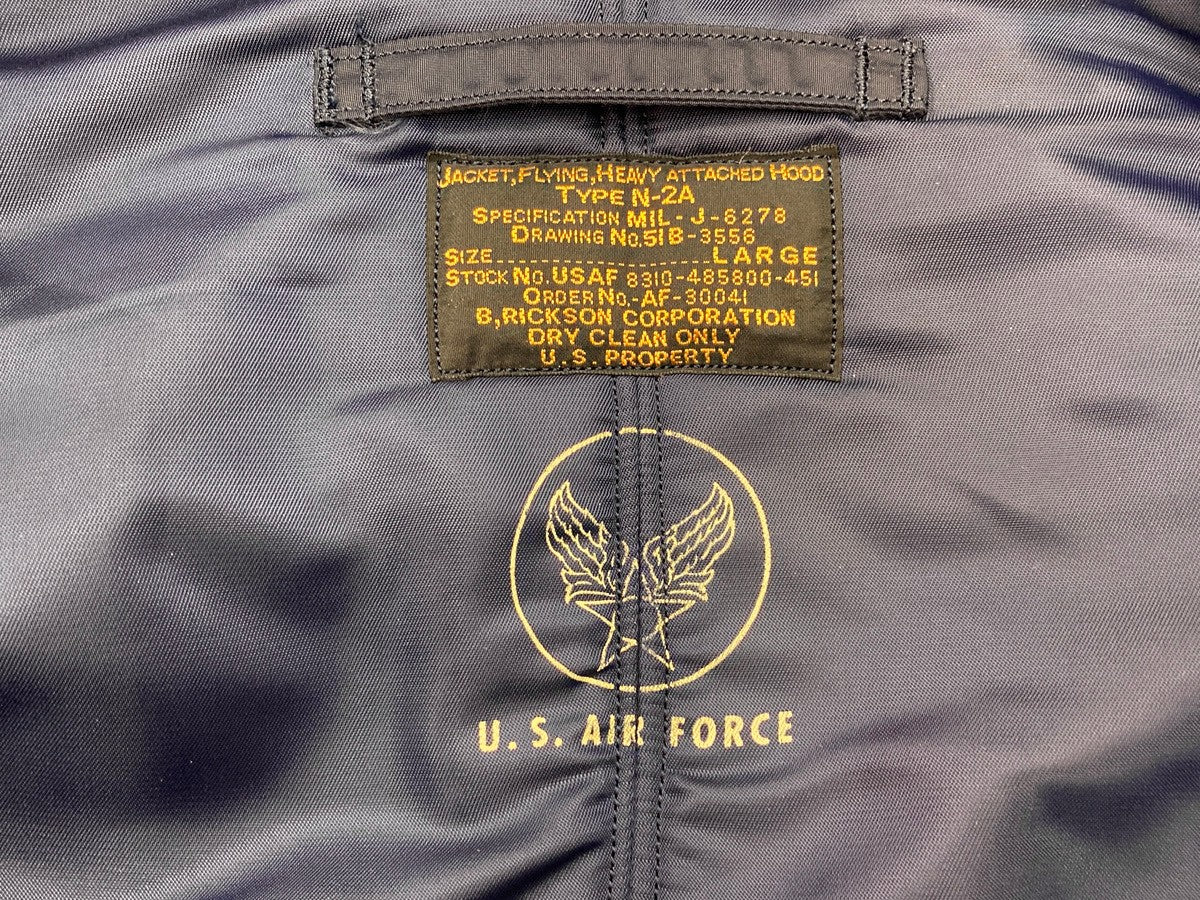 JACKET, FLYING, HEAVY ATTACHED HOOD
TYPE N-2A
SPECIFICATION MIL-J-6278
DRAWING No. 51B-3556
SIZE........................LARGE
STOCK No. USAF 8310-485800-451
ORDER No.-AF-30041
B,RICKSON CORPORATION
DRY CLEAN ONLY
U.S. PROPERTY
U.S. AIR FORCE